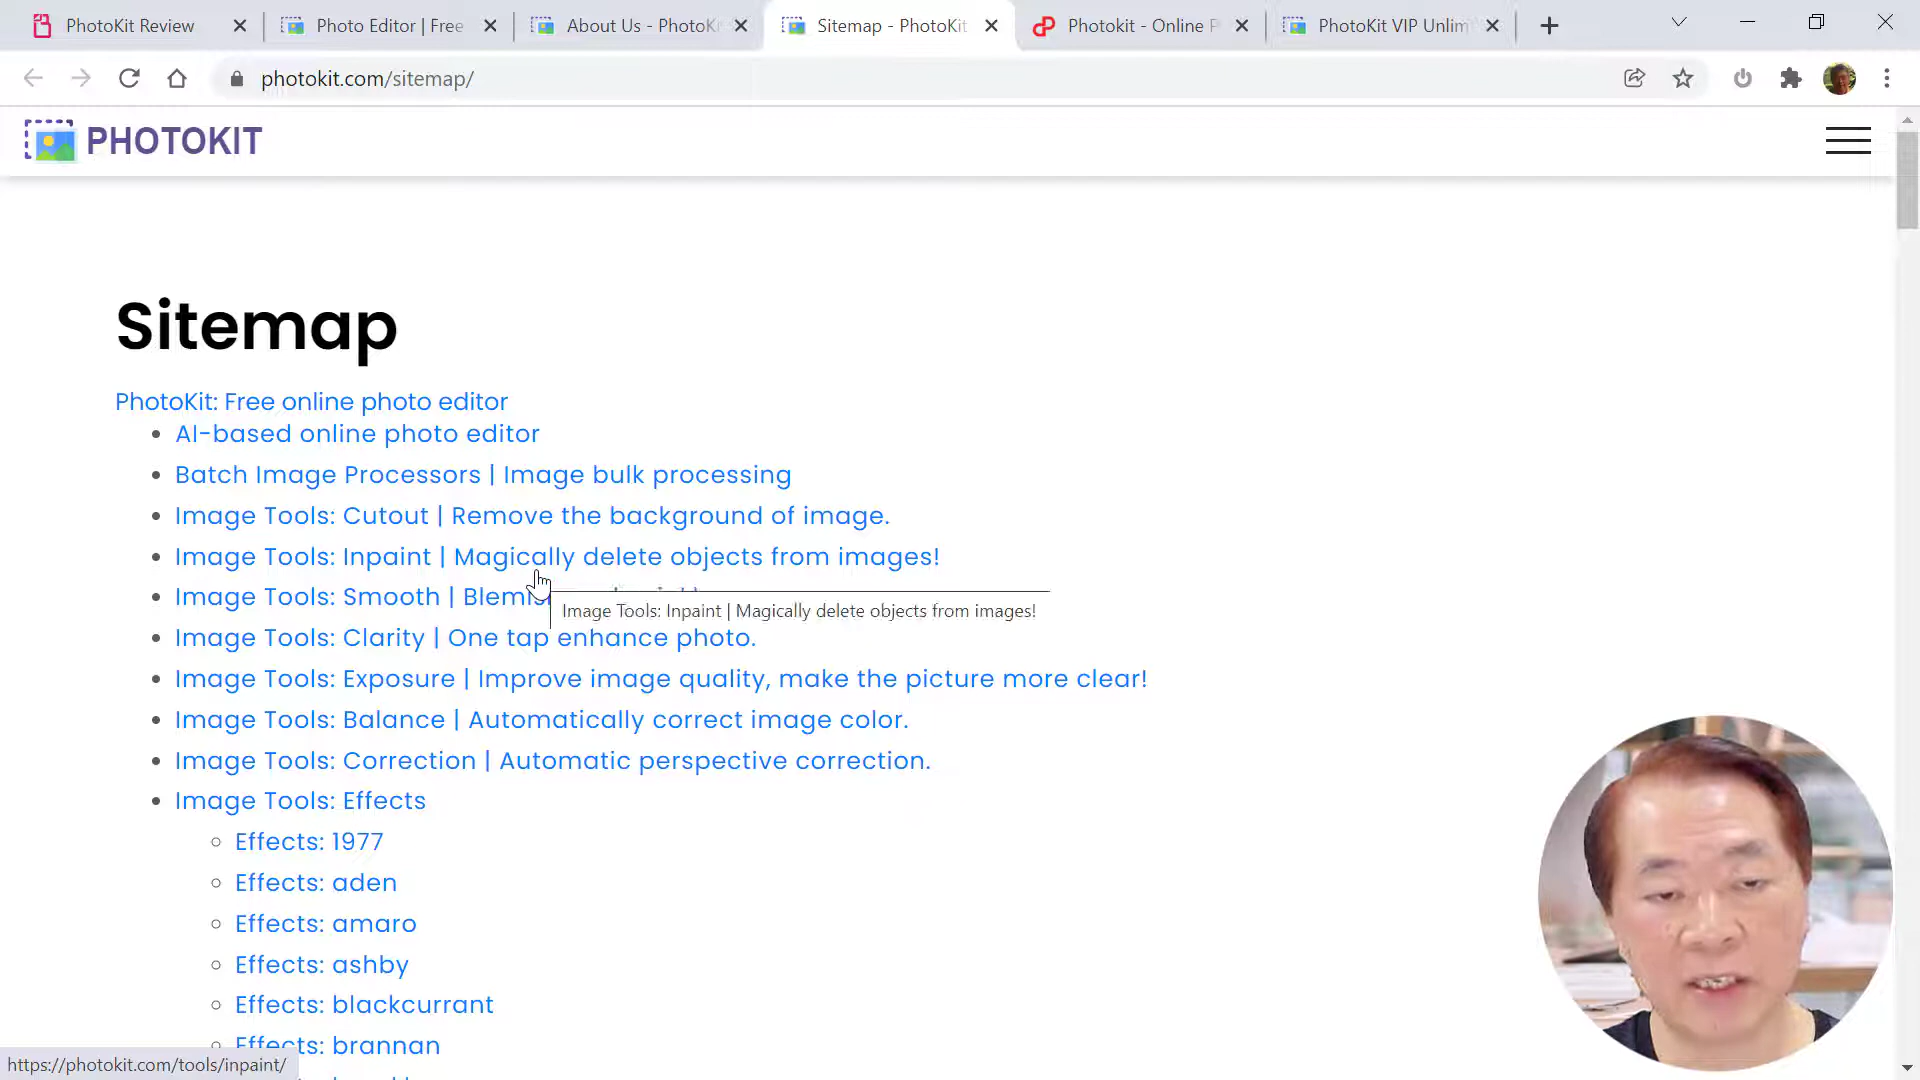 PhotoKit Review
Photo Editor | Free
About Us - PhotoKi
Sitemap - PhotoKit
Photokit - Online P
PhotoKit VIP Unlimi
photokit.com/sitemap/
PHOTOKIT
Sitemap
PhotoKit: Free online photo editor
AI-based online photo editor
Batch Image Processors | Image bulk processing
Image Tools: Cutout | Remove the background of image.
Image Tools: Inpaint | Magically delete objects from images!
Image Tools: Smooth | Blemis
Image Tools: Inpaint | Magically delete objects from images!
Image Tools: Clarity | One tap enhance photo.
Image Tools: Exposure | Improve image quality, make the picture more clear!
Image Tools: Balance | Automatically correct image color.
Image Tools: Correction | Automatic perspective correction.
Image Tools: Effects
Effects: 1977
Effects: aden
Effects: amaro
Effects: ashby
Effects: blackcurrant
Effects: brannan
https://photokit.com/tools/inpaint/